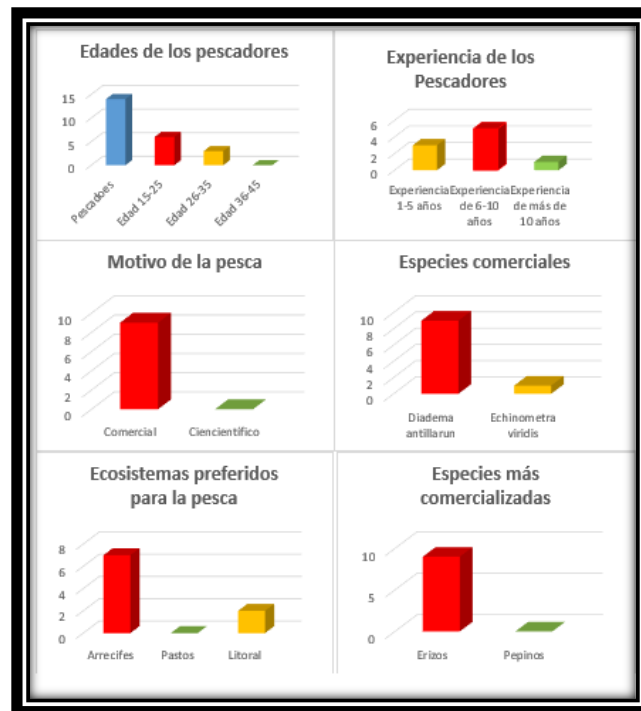 Edades de los pescadores
15
10
5
0
Pescadoes
Edad 15-25
Edad 26-35
Edad 36-45
Experiencia de los
Pescadores
6
4
2
0
Experiencia Experiencia Experiencia
1-5 años de 6-10 de más de
años 10 años
Motivo de la pesca
10
8
6
4
2
0
Comercial Ciencientífico
Especies comerciales
10
8
6
4
2
0
Diadema Echinometra
antillarun viridis
Ecosistemas preferidos
para la pesca
8
6
4
2
0
Arrecifes Pastos Litoral
Especies más
comercializadas
10
5
0
Erizos Pepinos